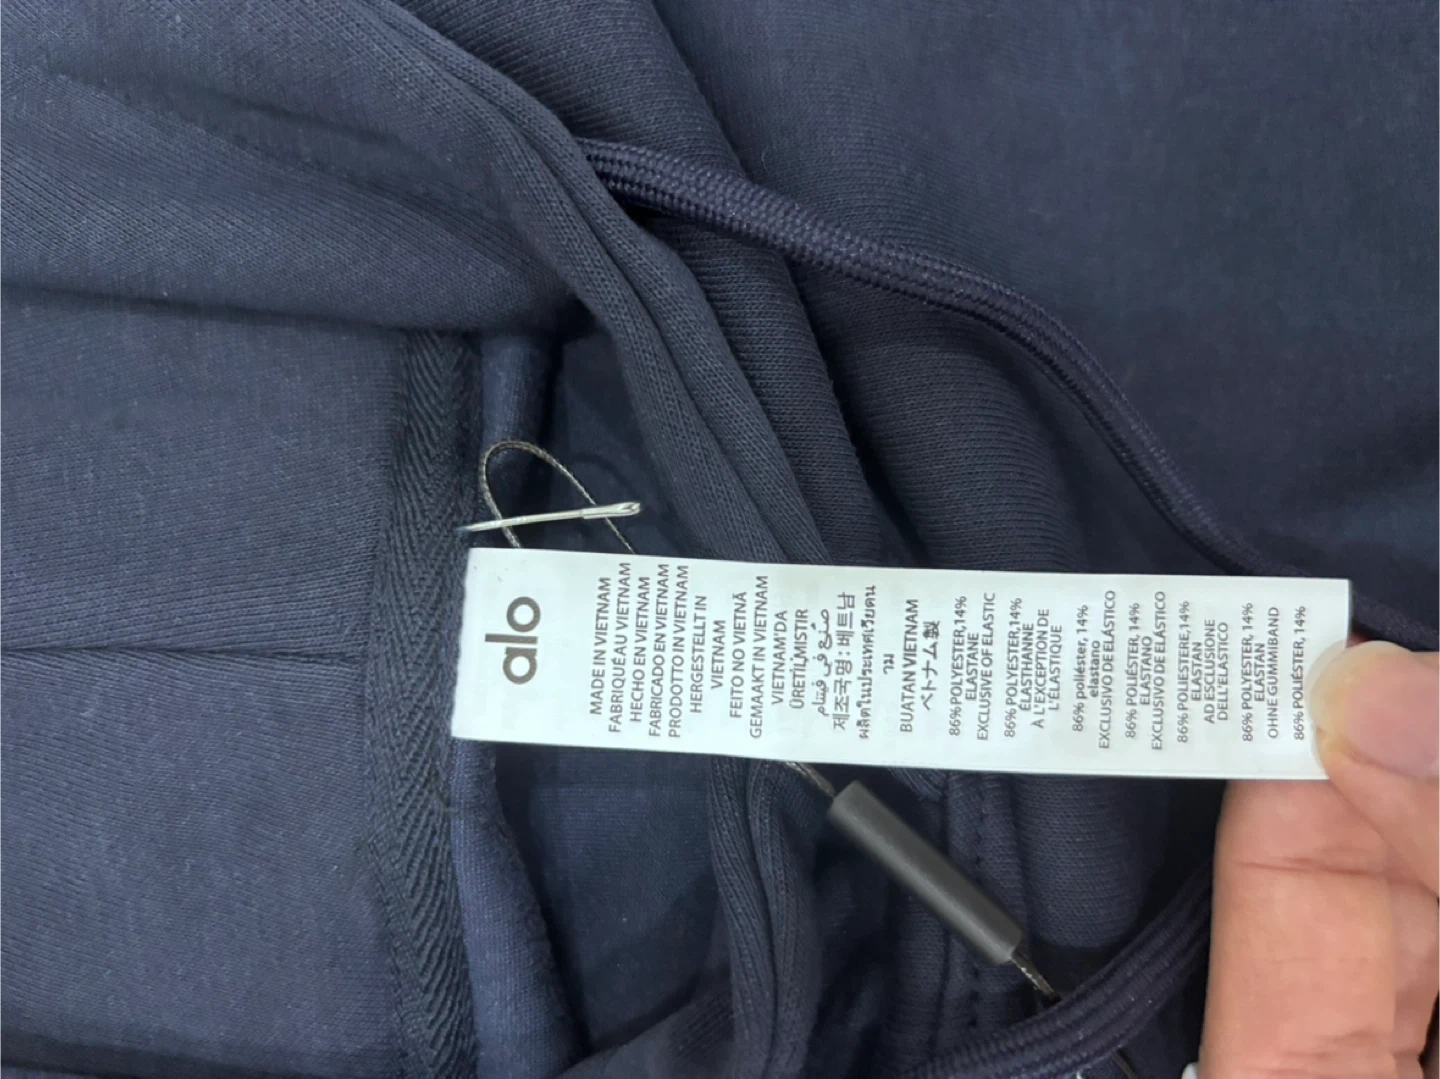 alo
MADE IN VIETNAM
FABRIQUÉAU VIETNAM
HECHO EN VIETNAM
FABRICADO EN VIETNAM
PRODOTTO IN VIETNAM
HERGESTELLT IN
VIETNAM
FEITO NO VIETNÃ
GEMAAKT IN VIETNAM
VIETNAM'DA
ÜRETİLMİSTIR
صُنع في فيتنام
제조국명: 베트남
ผลิตในประเทศเวียดนาม
BUATAN VIETNAM
ベトナム製
86% POLYESTER,14%
ELASTANE
EXCLUSIVE OF ELASTIC
86% POLYESTER,14%
ÉLASTHANE
À L'EXCEPTION DE
L'ÉLASTIQUE
86% poliéster, 14%
elastano
EXCLUSIVO DE ELÁSTICO
86% POLIÉSTER, 14%
ELASTANO
EXCLUSIVO DE ELÁSTICO
86% POLIESTERE, 14%
ELASTAN
AD ESCLUSIONE
DELL'ELASTICO
86% POLYESTER, 14%
ELASTAN
OHNE GUMMIBAND
86% POLIÉSTER, 14%